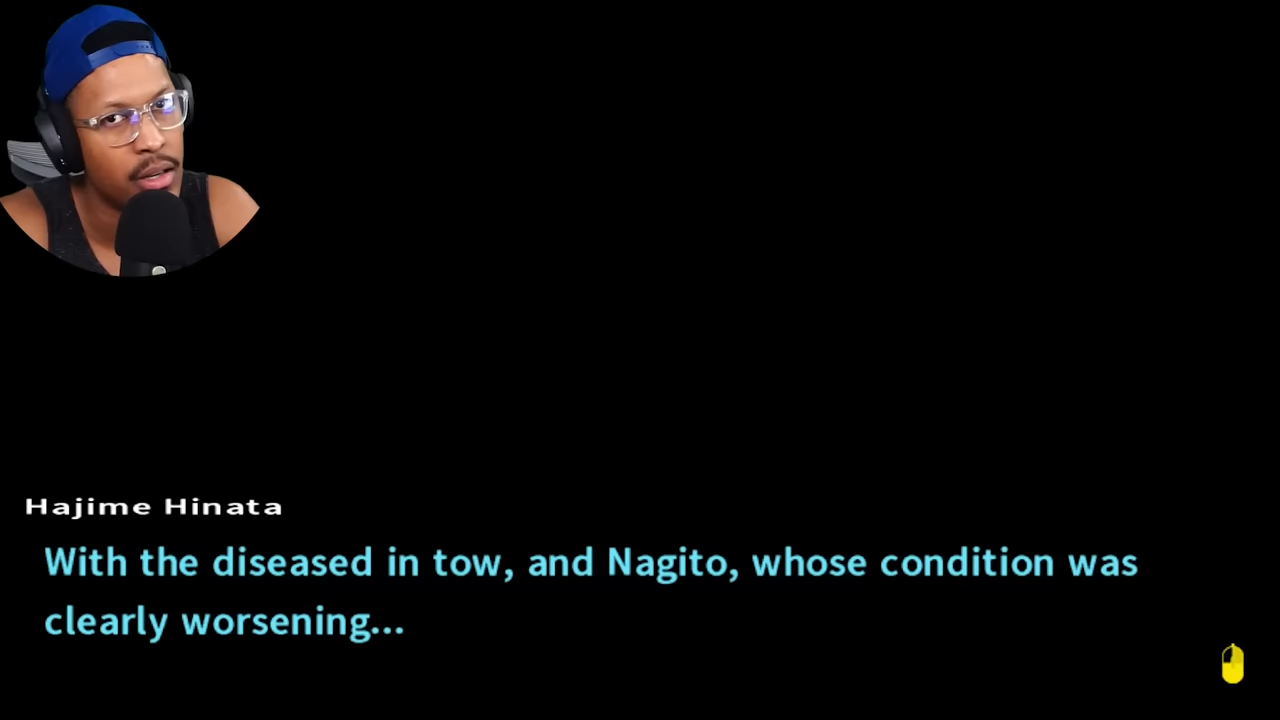 Hajime Hinata
With the diseased in tow, and Nagito, whose condition was
clearly worsening...